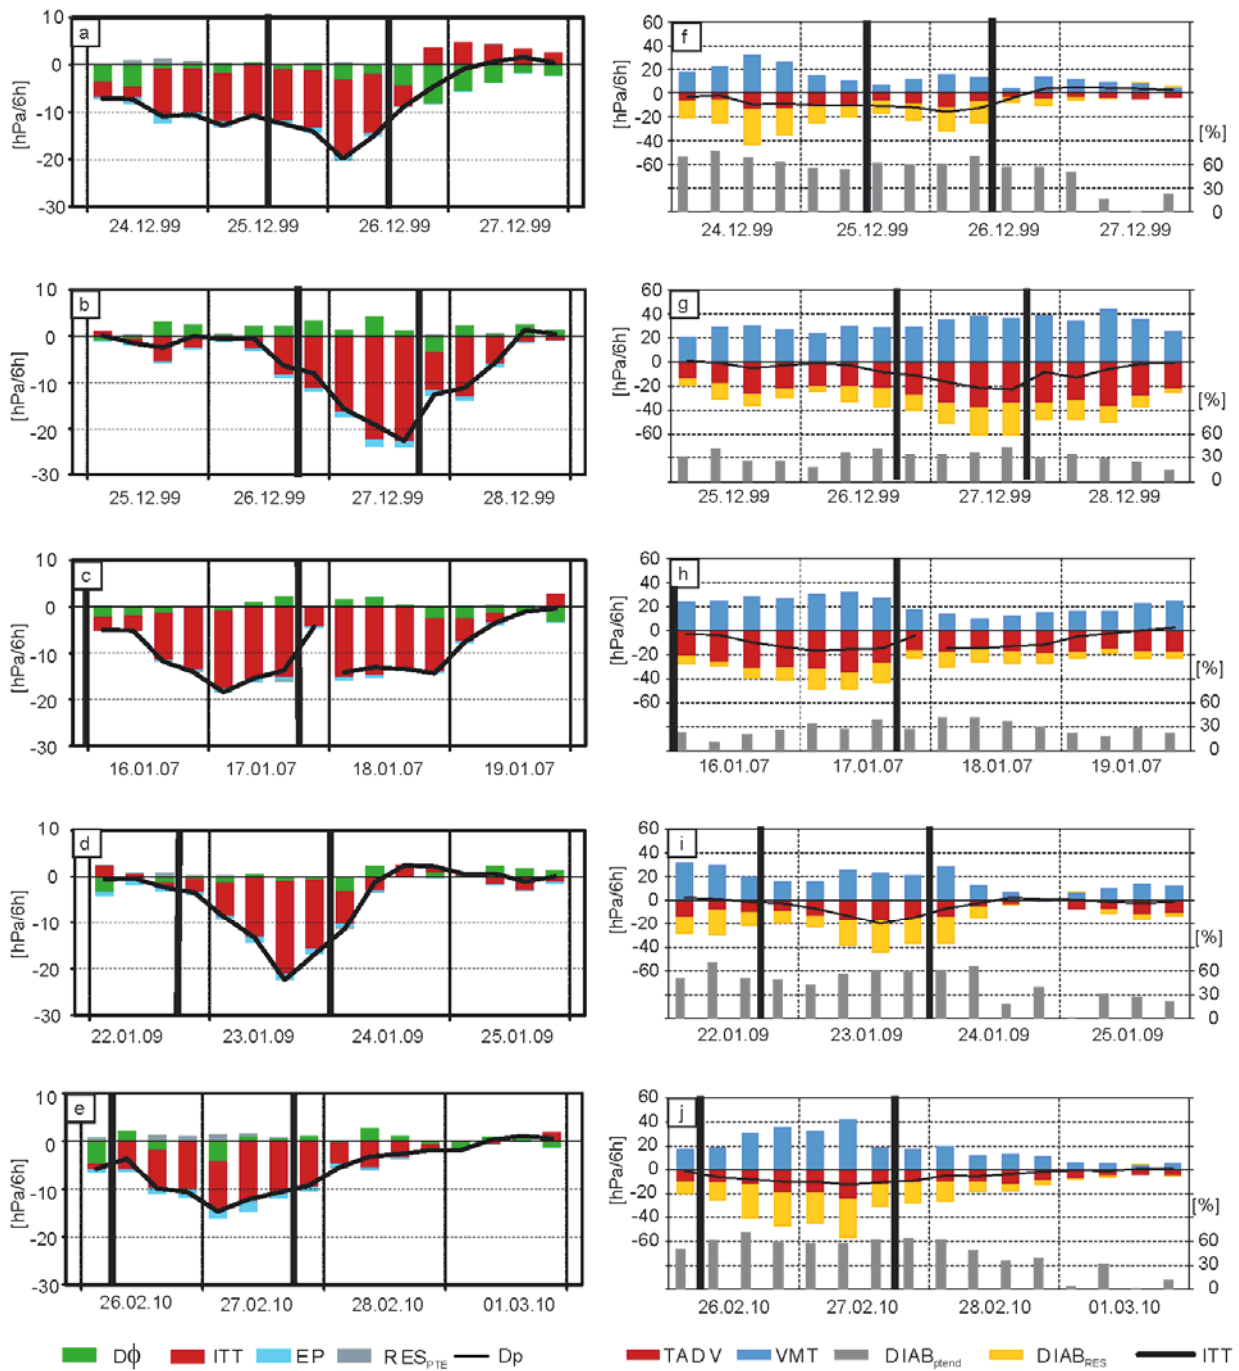 a
[hPa/6h]
10
0
-10
-20
-30
24.12.99 25.12.99 26.12.99 27.12.99
f
[hPa/6h]
60
40
20
0
-20
-40
-60
[%]
60
30
0
24.12.99 25.12.99 26.12.99 27.12.99
b
[hPa/6h]
10
0
-10
-20
-30
25.12.99 26.12.99 27.12.99 28.12.99
g
[hPa/6h]
60
40
20
0
-20
-40
-60
[%]
60
30
0
25.12.99 26.12.99 27.12.99 28.12.99
c
[hPa/6h]
10
0
-10
-20
-30
16.01.07 17.01.07 18.01.07 19.01.07
h
[hPa/6h]
60
40
20
0
-20
-40
-60
[%]
60
30
0
16.01.07 17.01.07 18.01.07 19.01.07
d
[hPa/6h]
10
0
-10
-20
-30
22.01.09 23.01.09 24.01.09 25.01.09
i
[hPa/6h]
60
40
20
0
-20
-40
-60
[%]
60
30
0
22.01.09 23.01.09 24.01.09 25.01.09
e
[hPa/6h]
10
0
-10
-20
-30
26.02.10 27.02.10 28.02.10 01.03.10
j
[hPa/6h]
60
40
20
0
-20
-40
-60
[%]
60
30
0
26.02.10 27.02.10 28.02.10 01.03.10
Dϕ ITT EP RES_PTE Dp
TADV VMT DIAB_ptend DIAB_RES ITT